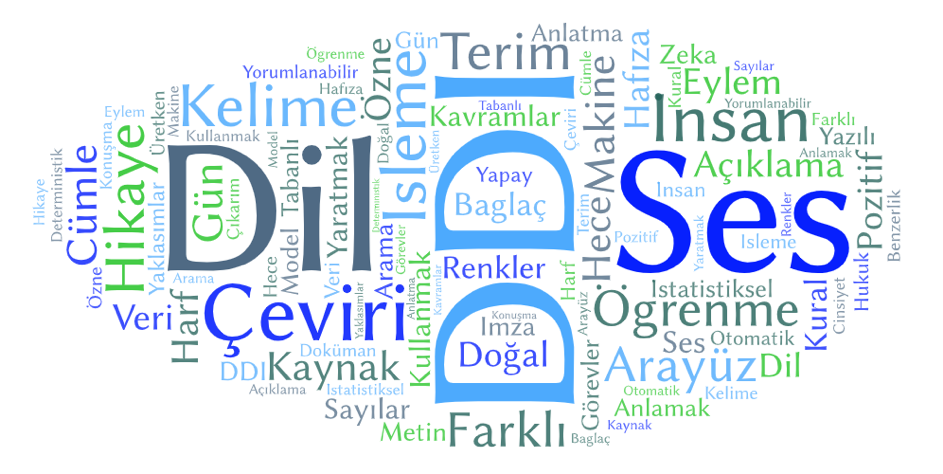 Dil
Ses
DDI
Çeviri
İnsan
Kelime
Terim
Isleme
Hikaye
Cümle
Özne
Gün
Anlatma
Ögrenme
Yorumlanabilir
Hafıza
Üretken
Makine
Kullanmak
Eylem
Konuşma
Deterministik
Hikaye
Yaklasımlar
Gün
Çıkarım
Model
Model Tabanlı
Yaratmak
Doğal
Deterministik
Hece
Veri
Arama
Görevler
Özne
Arama
Veri
Harf
Yaklasımlar
Anlatma
Kavramlar
Kullanmak
Doküman
DDI
Kaynak
Açıklama
Istatistiksel
Sayılar
Metin
Farklı
Baglaç
Kavramlar
Tabanlı
Üretken
Yapay
Baglaç
Renkler
Konuşma
Imza
Doğal
Çeviri
Cümle
Makine
Hafıza
Zeka
Sayılar
Kural
Eylem
Yorumlanabilir
Farklı
Yazılı
Anlamak
Açıklama
Pozitif
Benzerlik
Hece
Terim
Insan
Pozitif
Yaratmak
Renkler
Isleme
Harf
Arayüz
Istatistiksel
Ögrenme
Ses
Otomatik
Kural
Cinsiyet
Hukuk
Görevler
Arayüz
Dil
Otomatik
Kelime
Anlamak
Kaynak